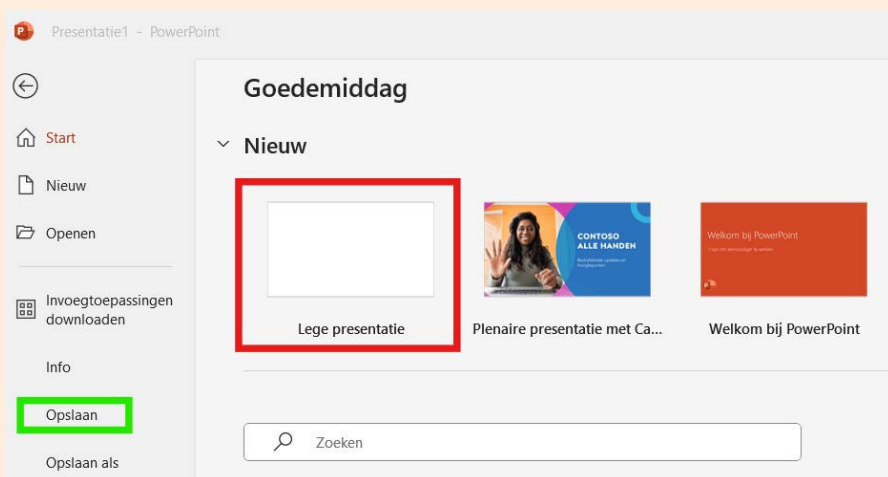 Presentatie1 - PowerPoint
Goedemiddag
Start
Nieuw
Nieuw
Openen
CONTOSO
ALLE HANDEN
Welkom bij PowerPoint
Invoegtoepassingen
downloaden
Lege presentatie
Plenaire presentatie met Ca...
Welkom bij PowerPoint
Info
Opslaan
Zoeken
Opslaan als